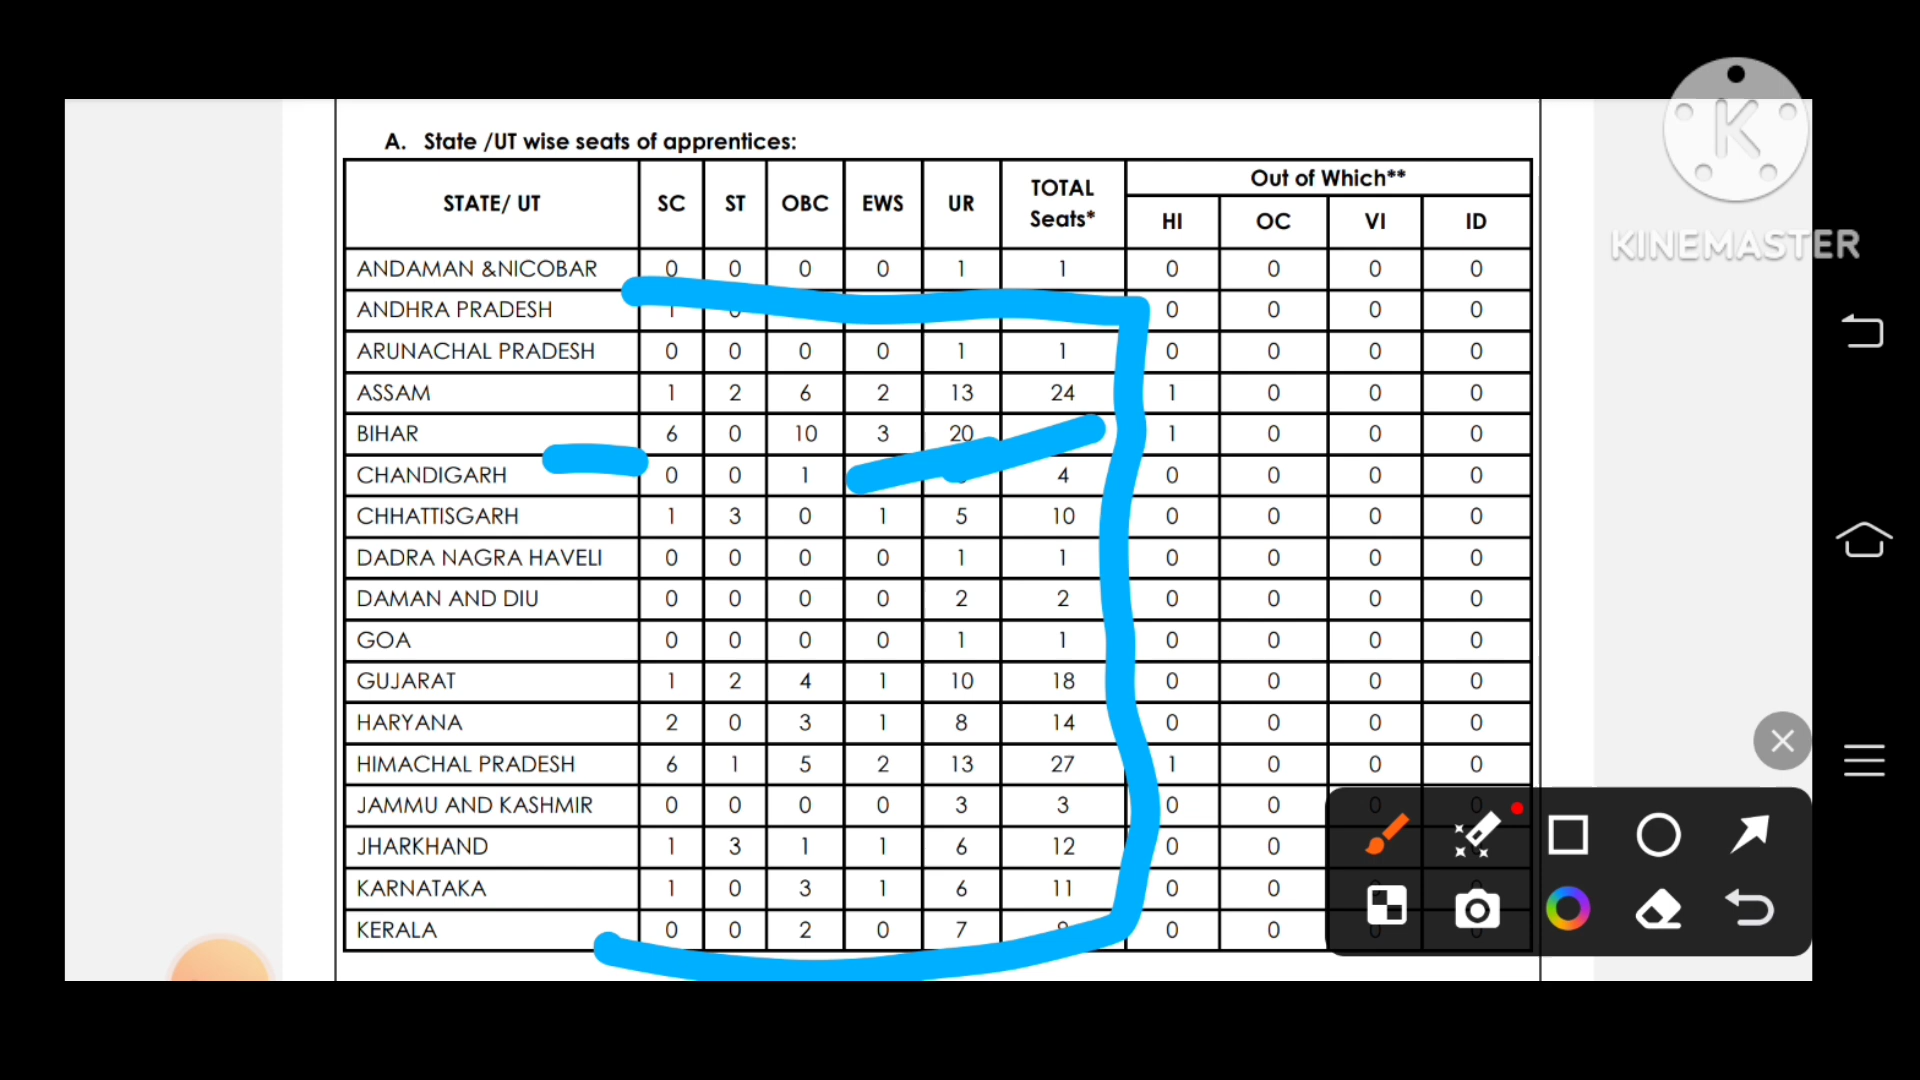 A. State /UT wise seats of apprentices:
STATE/ UT SC ST OBC EWS UR TOTAL Seats* Out of Which**
HI OC VI ID
ANDAMAN &NICOBAR 0 0 0 0 1 1 0 0 0 0
ANDHRA PRADESH 0 0 0 0
ARUNACHAL PRADESH 0 0 0 0 1 1 0 0 0 0
ASSAM 1 2 6 2 13 24 1 0 0 0
BIHAR 6 0 10 3 20 1 0 0 0
CHANDIGARH 0 0 1 4 0 0 0 0
CHHATTISGARH 1 3 0 1 5 10 0 0 0 0
DADRA NAGRA HAVELI 0 0 0 0 1 1 0 0 0 0
DAMAN AND DIU 0 0 0 0 2 2 0 0 0 0
GOA 0 0 0 0 1 1 0 0 0 0
GUJARAT 1 2 4 1 10 18 0 0 0 0
HARYANA 2 0 3 1 8 14 0 0 0 0
HIMACHAL PRADESH 6 1 5 2 13 27 1 0 0 0
JAMMU AND KASHMIR 0 0 0 0 3 3 0 0
JHARKHAND 1 3 1 1 6 12 0 0
KARNATAKA 1 0 3 1 6 11 0 0
KERALA 0 0 2 0 7 0 0
K
KINEMASTER